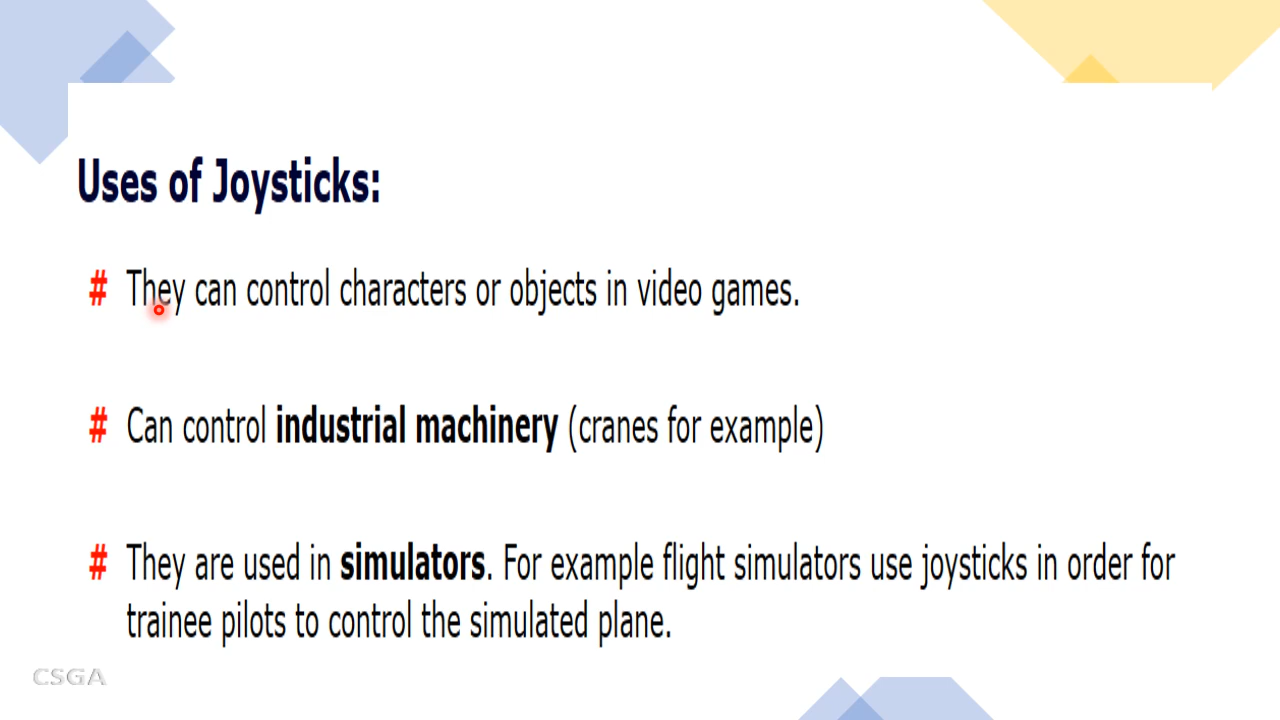 Uses of Joysticks:
# They can control characters or objects in video games.
# Can control industrial machinery (cranes for example)
# They are used in simulators. For example flight simulators use joysticks in order for
trainee pilots to control the simulated plane.
CSGA